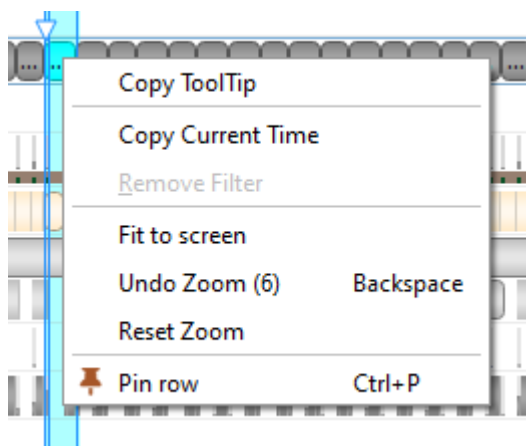 ...
...
...
Copy ToolTip
Copy Current Time
Remove Filter
Fit to screen
Undo Zoom (6) Backspace
Reset Zoom
Pin row Ctrl+P